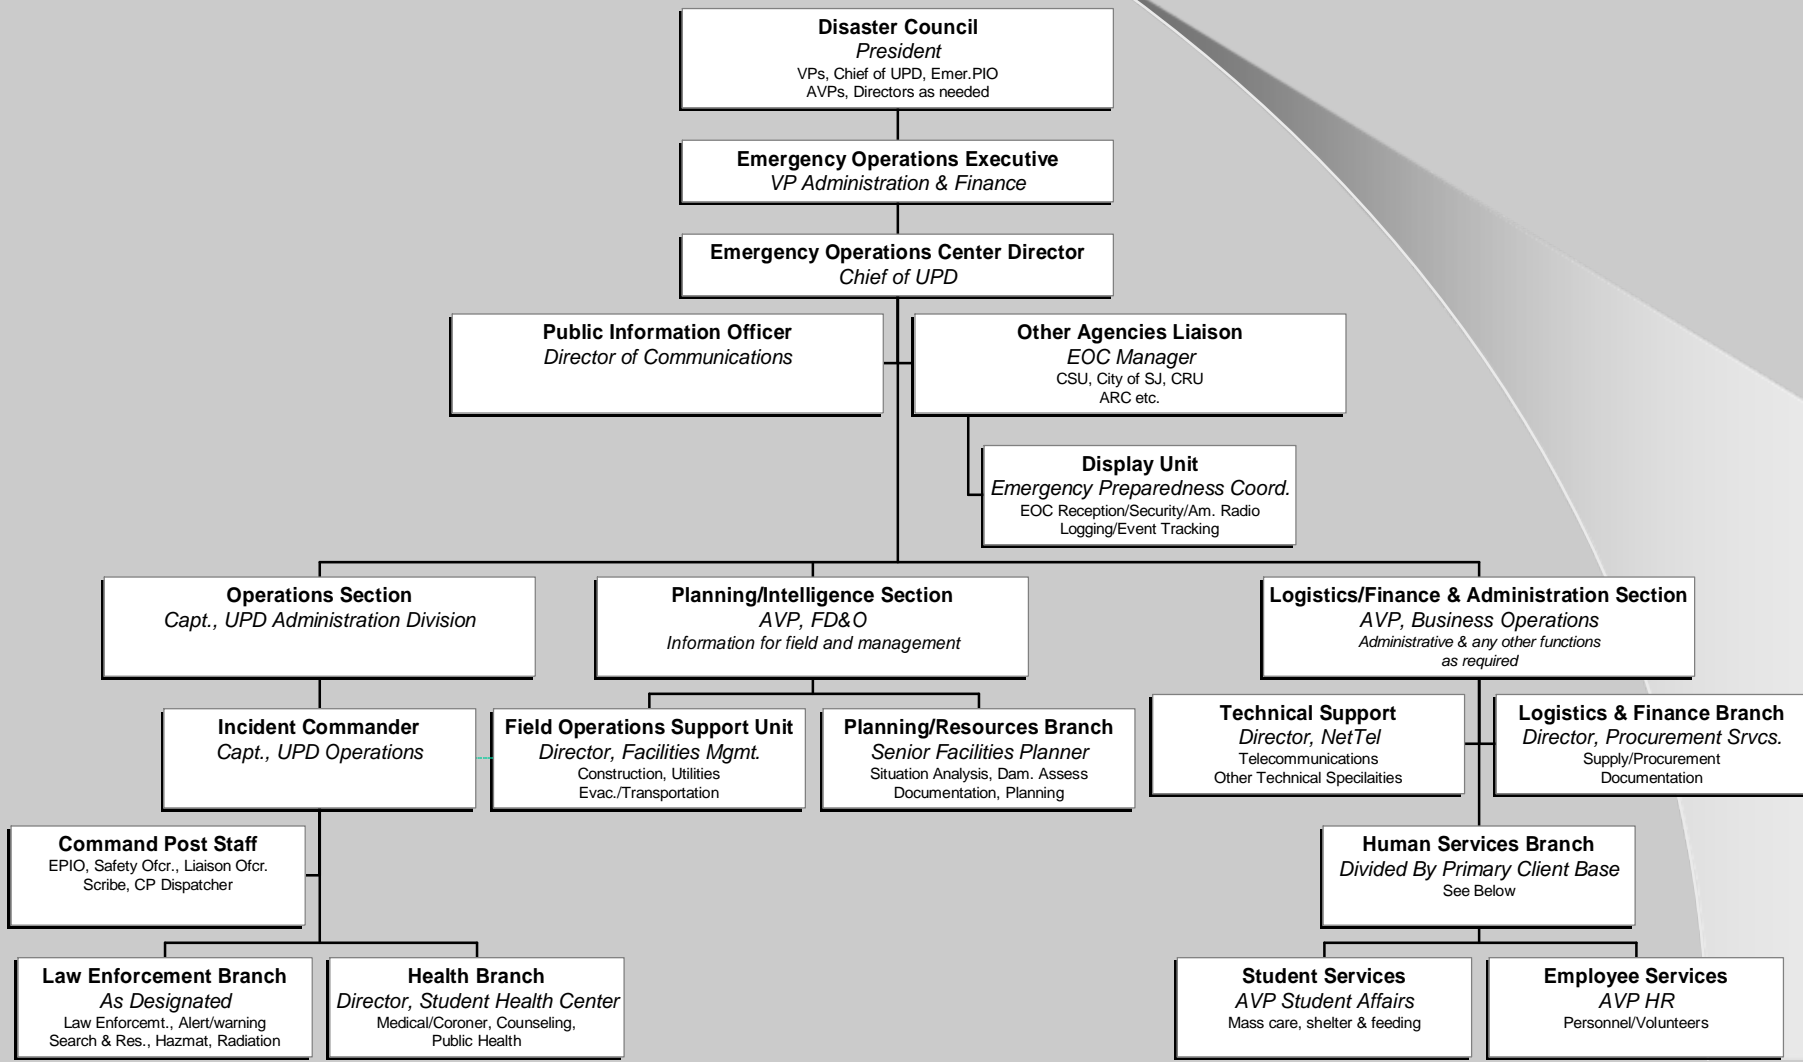 Disaster Council
President
VPs, Chief of UPD, Emer.PIO
AVPs, Directors as needed
Emergency Operations Executive
VP Administration & Finance
Emergency Operations Center Director
Chief of UPD
Public Information Officer
Director of Communications
Other Agencies Liaison
EOC Manager
CSU, City of SJ, CRU
ARC etc.
Display Unit
Emergency Preparedness Coord.
EOC Reception/Security/Am. Radio
Logging/Event Tracking
Operations Section
Capt., UPD Administration Division
Planning/Intelligence Section
AVP, FD&O
Information for field and management
Logistics/Finance & Administration Section
AVP, Business Operations
Administrative & any other functions
as required
Incident Commander
Capt., UPD Operations
Field Operations Support Unit
Director, Facilities Mgmt.
Construction, Utilities
Evac./Transportation
Planning/Resources Branch
Senior Facilities Planner
Situation Analysis, Dam. Assess
Documentation, Planning
Technical Support
Director, NetTel
Telecommunications
Other Technical Specilaities
Logistics & Finance Branch
Director, Procurement Srvcs.
Supply/Procurement
Documentation
Command Post Staff
EPIO, Safety Ofcr., Liaison Ofcr.
Scribe, CP Dispatcher
Human Services Branch
Divided By Primary Client Base
See Below
Law Enforcement Branch
As Designated
Law Enforcemt., Alert/warning
Search & Res., Hazmat, Radiation
Health Branch
Director, Student Health Center
Medical/Coroner, Counseling,
Public Health
Student Services
AVP Student Affairs
Mass care, shelter & feeding
Employee Services
AVP HR
Personnel/Volunteers